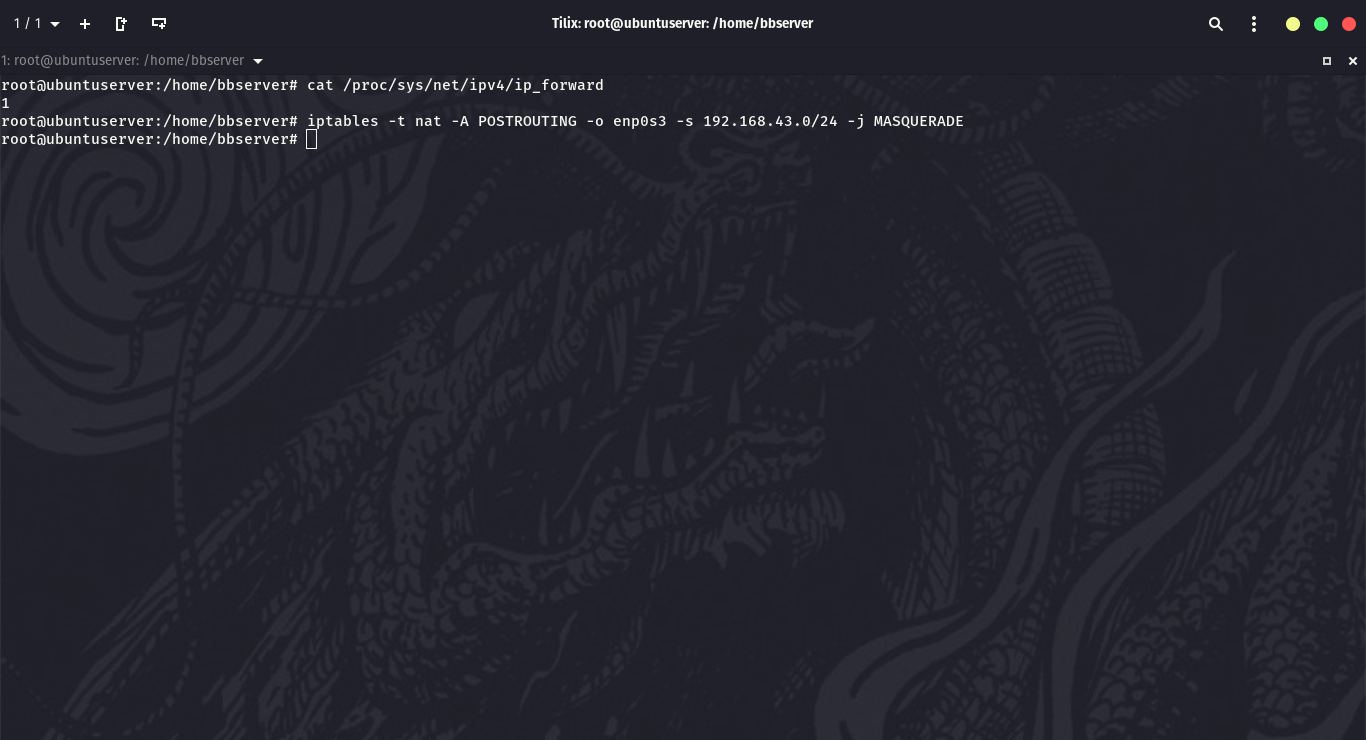 1 / 1
Tilix: root@ubuntuserver: /home/bbserver
1: root@ubuntuserver: /home/bbserver
root@ubuntuserver:/home/bbserver# cat /proc/sys/net/ipv4/ip_forward
1
root@ubuntuserver:/home/bbserver# iptables -t nat -A POSTROUTING -o enp0s3 -s 192.168.43.0/24 -j MASQUERADE
root@ubuntuserver:/home/bbserver#